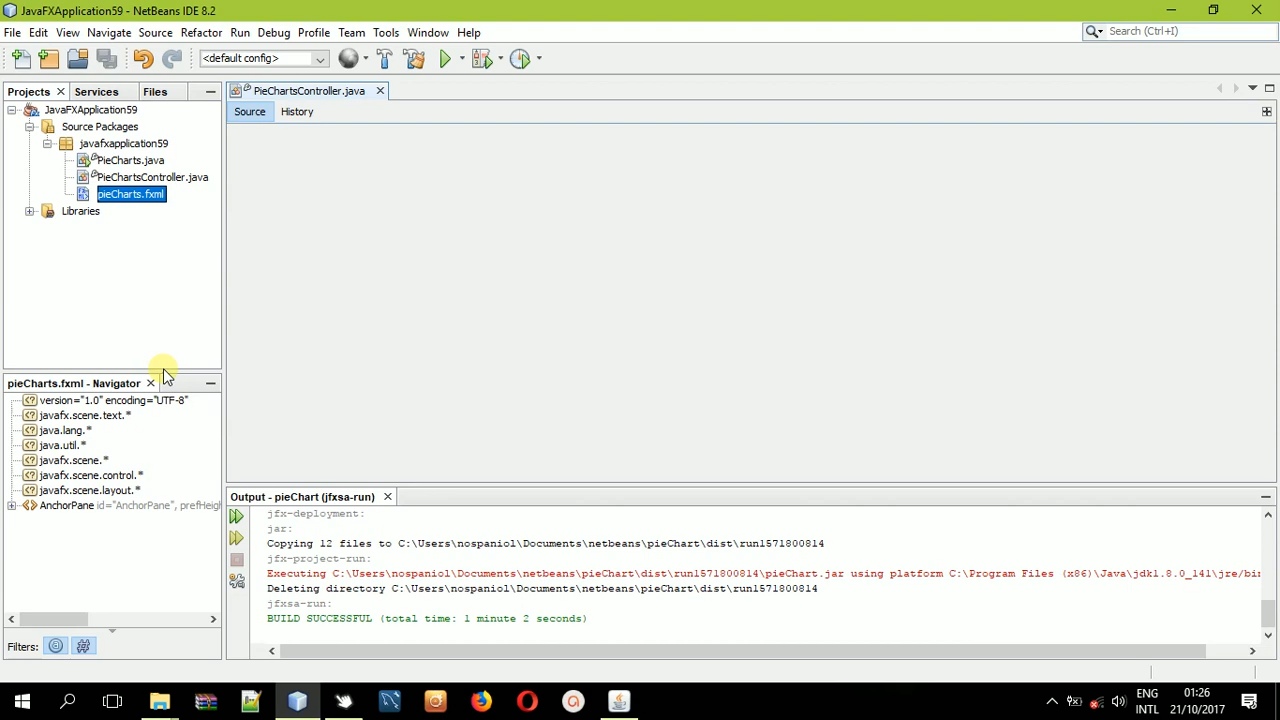 JavaFXApplication59 - NetBeans IDE 8.2
File Edit View Navigate Source Refactor Run Debug Profile Team Tools Window Help
Search (Ctrl+I)
<default config>
Projects Services Files
PieChartsController.java
Source History
JavaFXApplication59
Source Packages
javafxapplication59
PieCharts.java
PieChartsController.java
pieCharts.fxml
Libraries
pieCharts.fxml - Navigator
version="1.0" encoding="UTF-8"
javafx.scene.text.*
java.lang.*
java.util.*
javafx.scene.*
javafx.scene.control.*
javafx.scene.layout.*
AnchorPane id="AnchorPane", prefHeigh
Filters:
Output - pieChart (jfxsa-run)
jfx-deployment:
jar:
Copying 12 files to C:\Users\nospaniol\Documents\netbeans\pieChart\dist\run1571800814
jfx-project-run:
Executing C:\Users\nospaniol\Documents\netbeans\pieChart\dist\run1571800814\pieChart.jar using platform C:\Program Files (x86)\Java\jdk1.8.0_141\jre/bin
Deleting directory C:\Users\nospaniol\Documents\netbeans\pieChart\dist\run1571800814
jfxsa-run:
BUILD SUCCESSFUL (total time: 1 minute 2 seconds)
ENG
INTL
01:26
21/10/2017